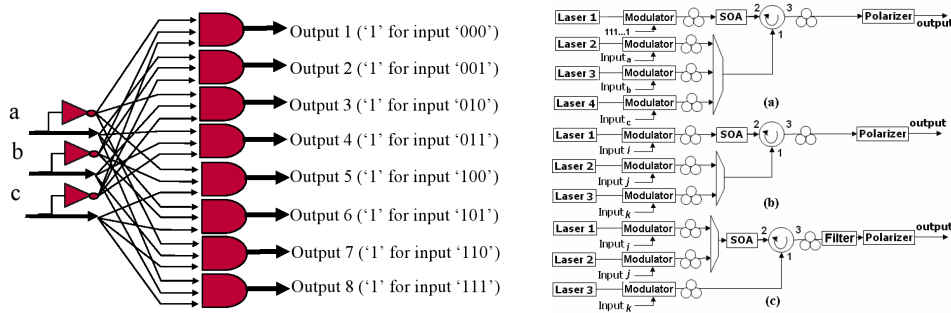 a
b
c
Output 1 (‘1’ for input ‘000’)
Output 2 (‘1’ for input ‘001’)
Output 3 (‘1’ for input ‘010’)
Output 4 (‘1’ for input ‘011’)
Output 5 (‘1’ for input ‘100’)
Output 6 (‘1’ for input ‘101’)
Output 7 (‘1’ for input ‘110’)
Output 8 (‘1’ for input ‘111’)
Laser 1 Modulator SOA 2 3 1 Polarizer output
111...1
Laser 2 Modulator
Input a
Laser 3 Modulator
Input b
Laser 4 Modulator
Input c
(a)
Laser 1 Modulator SOA 2 3 1 Polarizer output
Input i
Laser 2 Modulator
Input j
Laser 3 Modulator
Input k
(b)
Laser 1 Modulator SOA 2 3 1 Filter Polarizer output
Input j
Laser 2 Modulator
Input j
Laser 3 Modulator
Input k
(c)